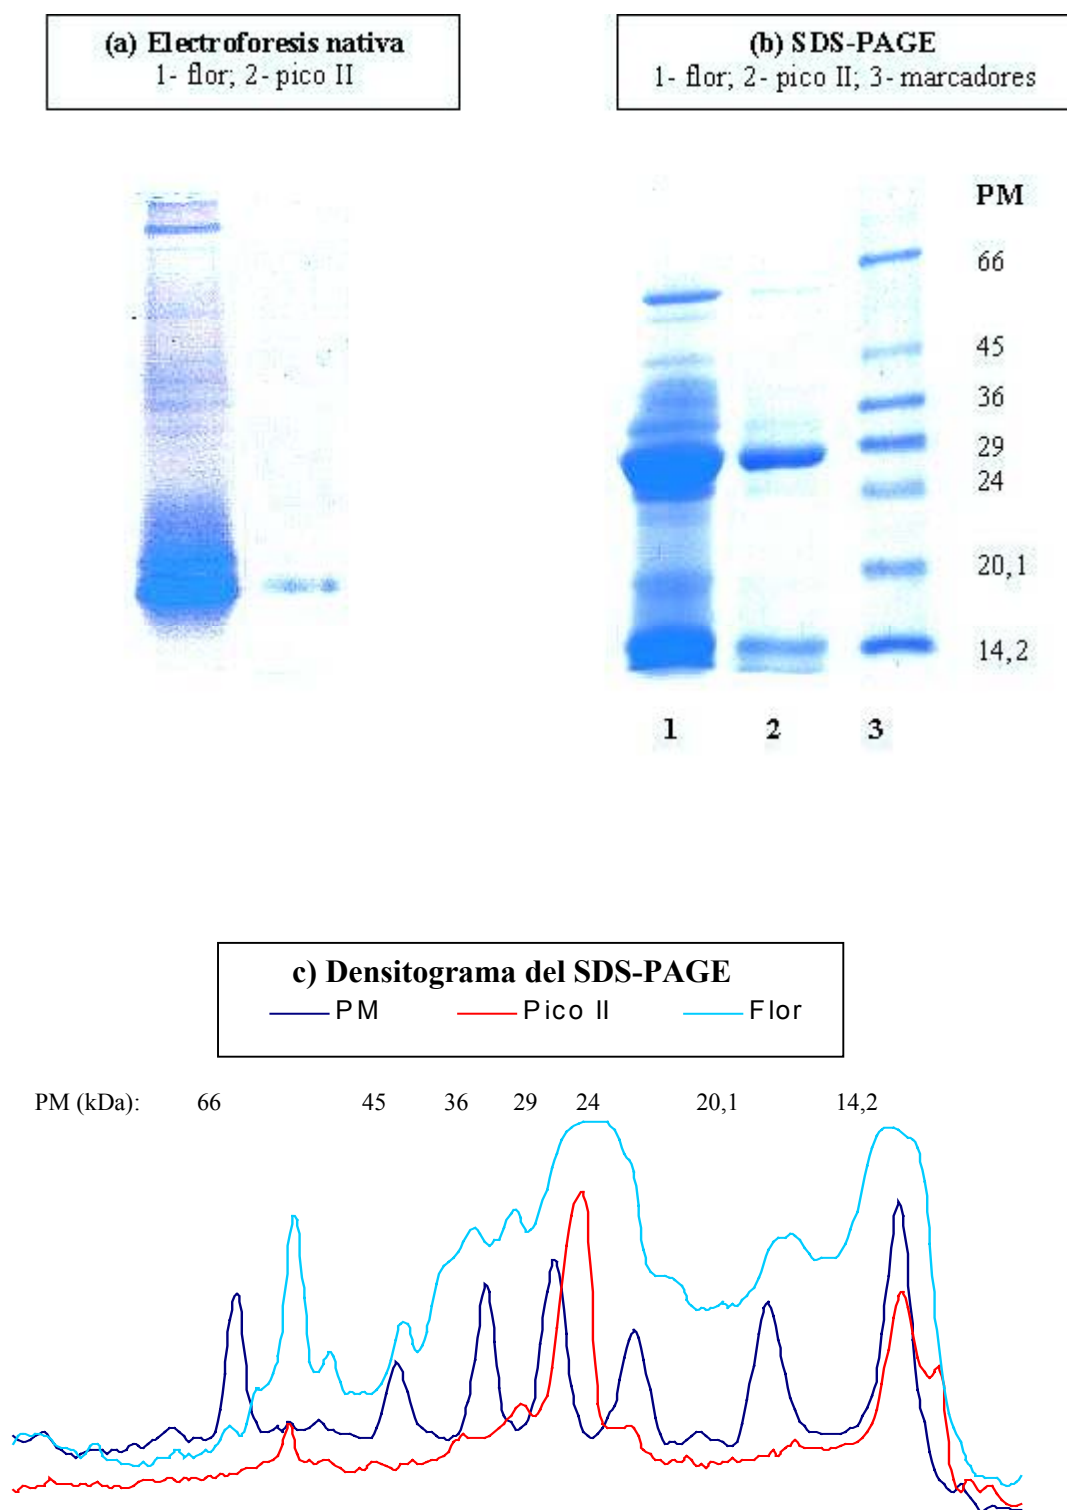 (a) Electroforesis nativa
1- flor; 2- pico II
(b) SDS-PAGE
1- flor; 2- pico II; 3- marcadores
PM
66
45
36
29
24
20,1
14,2
1 2 3
c) Densitograma del SDS-PAGE
PM Pico II Flor
PM (kDa): 66 45 36 29 24 20,1 14,2